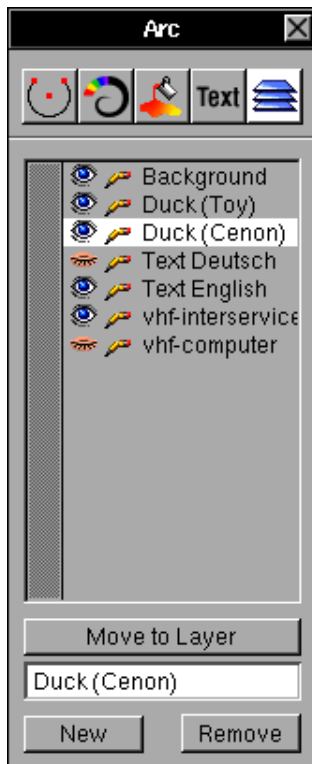 Arc
Text
Background
Duck (Toy)
Duck (Cenon)
Text Deutsch
Text English
vhf-interservice
vhf-computer
Move to Layer
Duck (Cenon)
New Remove